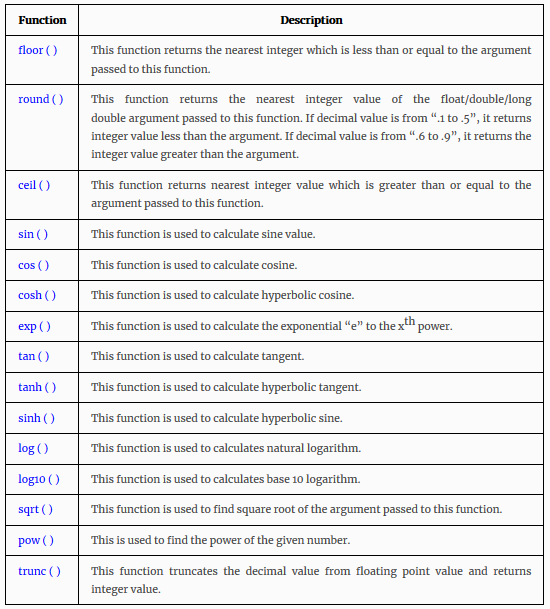 Function Description
floor ( ) This function returns the nearest integer which is less than or equal to the argument
passed to this function.
round ( ) This function returns the nearest integer value of the float/double/long
double argument passed to this function. If decimal value is from “.1 to .5”, it returns
integer value less than the argument. If decimal value is from “.6 to .9”, it returns the
integer value greater than the argument.
ceil ( ) This function returns nearest integer value which is greater than or equal to the
argument passed to this function.
sin ( ) This function is used to calculate sine value.
cos ( ) This function is used to calculate cosine.
cosh ( ) This function is used to calculate hyperbolic cosine.
exp ( ) This function is used to calculate the exponential “e” to the xth power.
tan ( ) This function is used to calculate tangent.
tanh ( ) This function is used to calculate hyperbolic tangent.
sinh ( ) This function is used to calculate hyperbolic sine.
log ( ) This function is used to calculates natural logarithm.
log10 ( ) This function is used to calculates base 10 logarithm.
sqrt ( ) This function is used to find square root of the argument passed to this function.
pow ( ) This is used to find the power of the given number.
trunc ( ) This function truncates the decimal value from floating point value and returns
integer value.